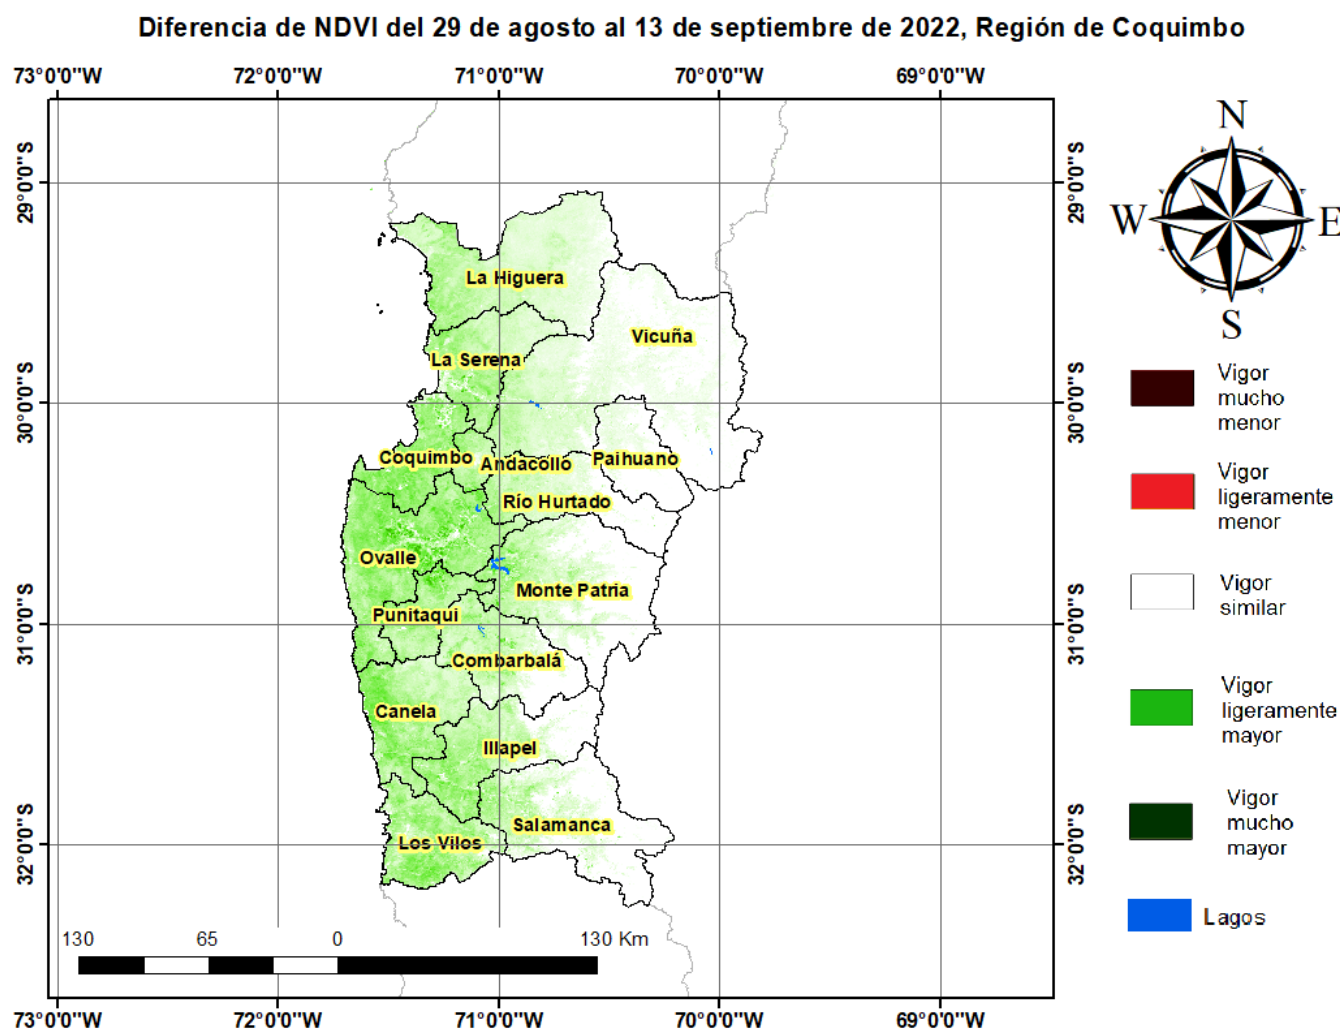 Diferencia de NDVI del 29 de agosto al 13 de septiembre de 2022, Región de Coquimbo
73°0'0"W
72°0'0"W
71°0'0"W
70°0'0"W
69°0'0"W
29°0'0"S
29°0'0"S
30°0'0"S
30°0'0"S
31°0'0"S
31°0'0"S
32°0'0"S
32°0'0"S
La Higuera
Vicuña
La Serena
Coquimbo
Andacollo
Paihuano
Río Hurtado
Ovalle
Monte Patria
Punitaqui
Combarbalá
Canela
Illapel
Salamanca
Los Vilos
130
65
0
130 Km
73°0'0"W
72°0'0"W
71°0'0"W
70°0'0"W
69°0'0"W
N
W
E
S
Vigor
mucho
menor
Vigor
ligeramente
menor
Vigor
similar
Vigor
ligeramente
mayor
Vigor
mucho
mayor
Lagos